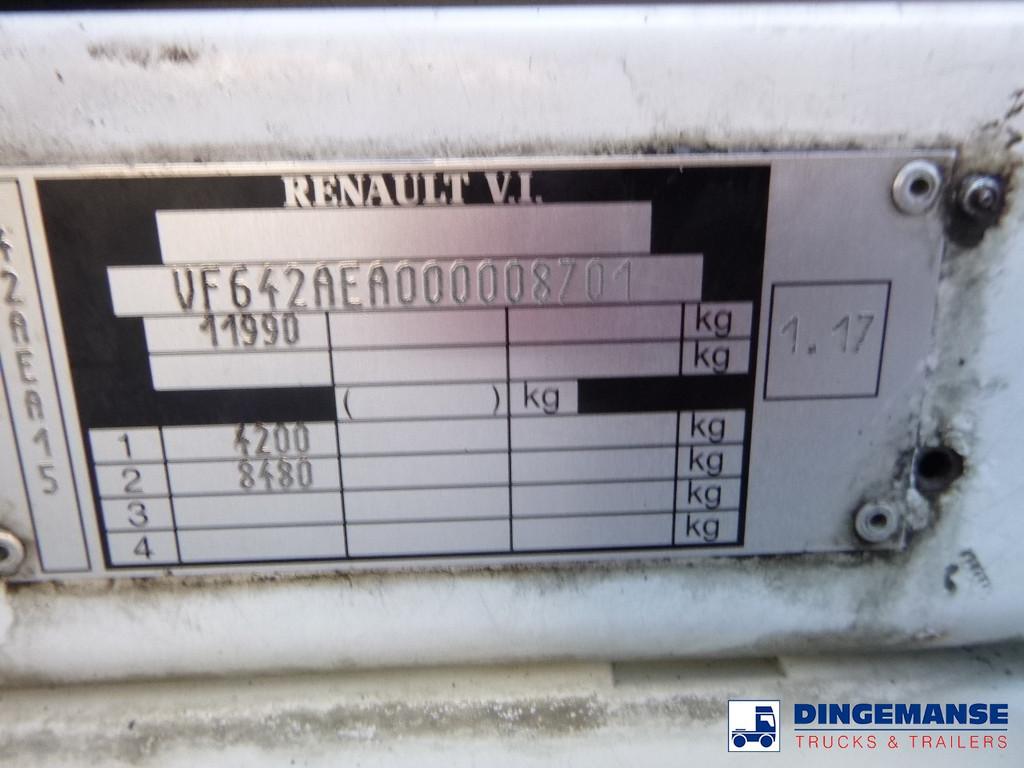 RENAULT V.I.
VF642AEA000008701
11990 kg
kg
( ) kg
1 4200 kg
2 8480 kg
3 kg
4 kg
42AEA15
1.17
DINGEMANSE
TRUCKS & TRAILERS